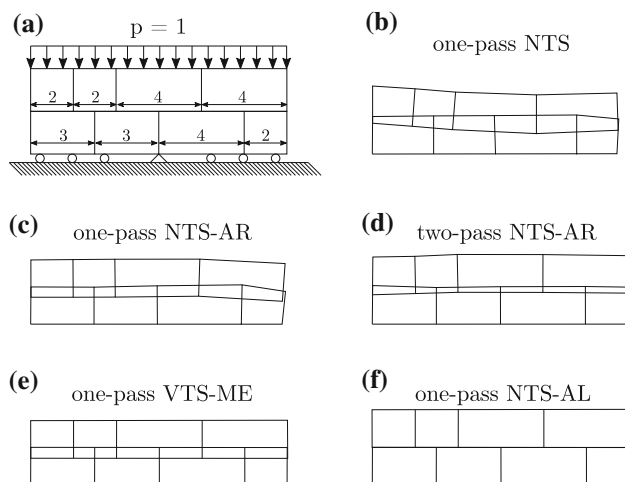 (a)
p = 1
2 2 4 4
3 3 4 2
(b)
one-pass NTS
(c)
one-pass NTS-AR
(d)
two-pass NTS-AR
(e)
one-pass VTS-ME
(f)
one-pass NTS-AL